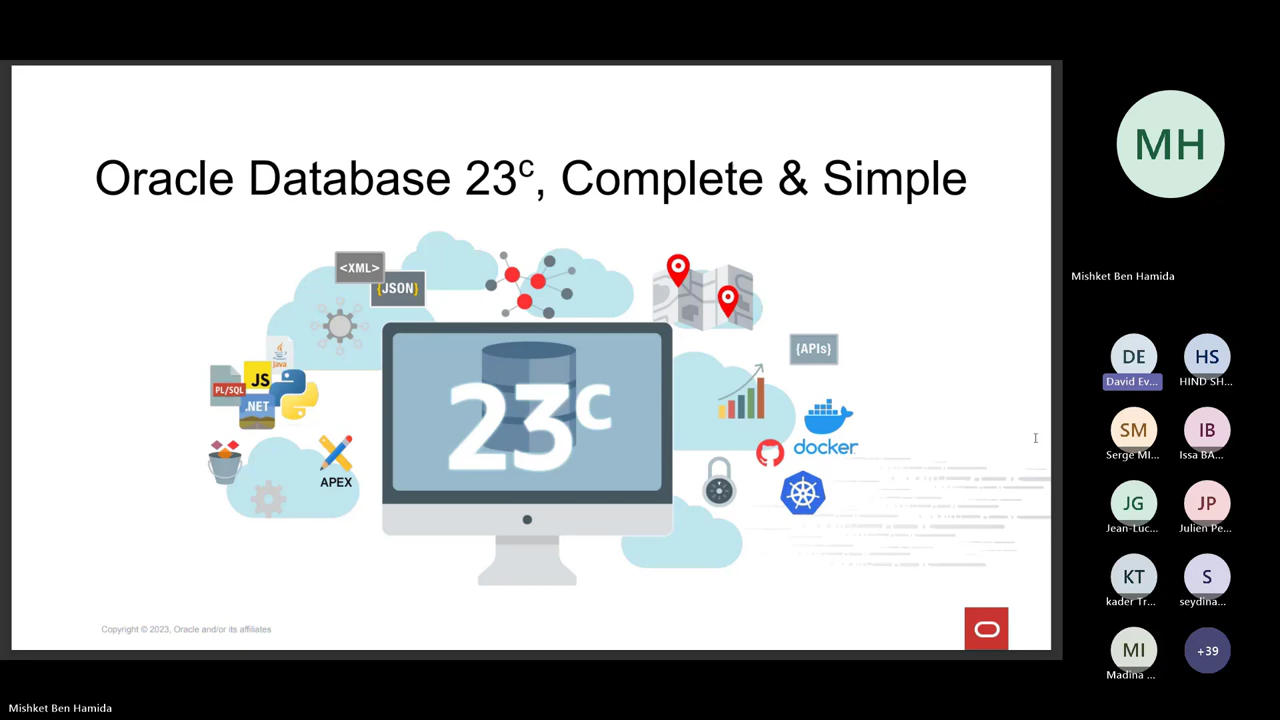 Oracle Database 23c, Complete & Simple
<XML>
{JSON}
Java
PL/SQL
JS
.NET
APEX
23c
{APIs}
docker
Copyright © 2023, Oracle and/or its affiliates
MH
Mishket Ben Hamida
DE
HS
David Ev...
HIND SH...
SM
IB
Serge MI...
Issa BA...
JG
JP
Jean-Luc...
Julien Pe...
KT
S
kader Tr...
seydina...
MI
+39
Madina ...
Mishket Ben Hamida